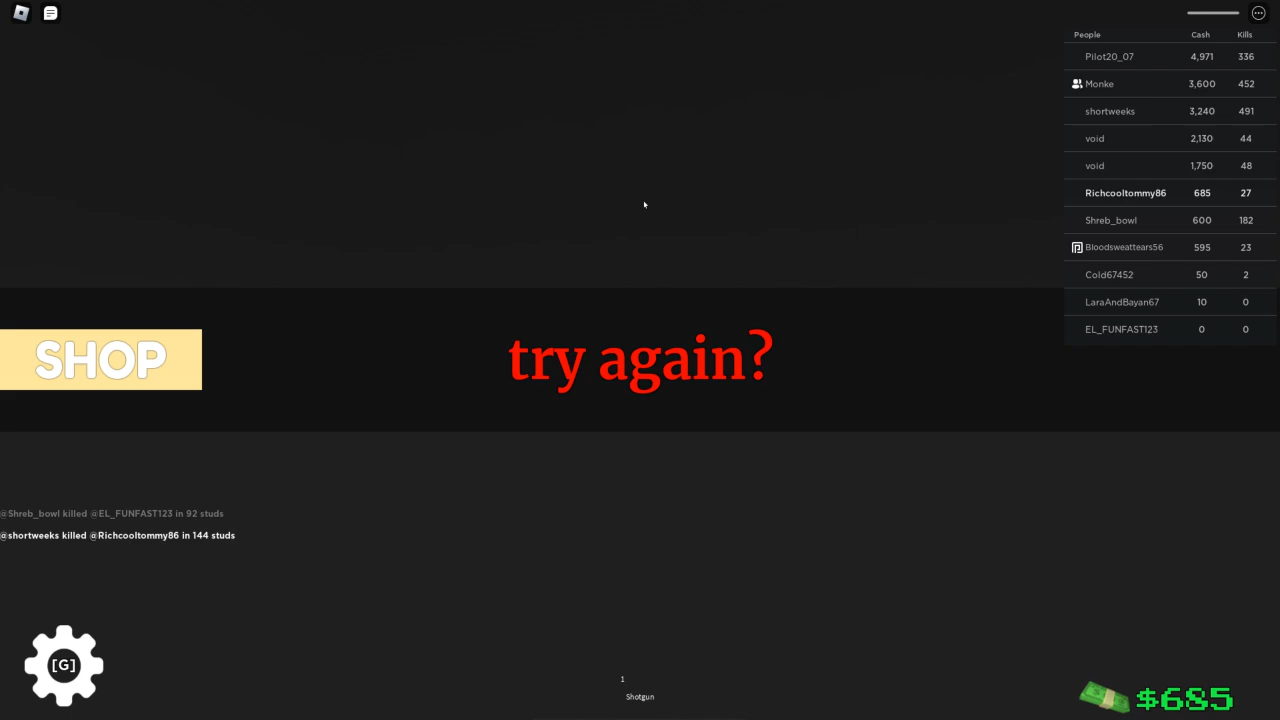 People Cash Kills
Pilot20_07 4,971 336
Monke 3,600 452
shortweeks 3,240 491
void 2,130 44
void 1,750 48
Richcooltommy86 685 27
Shreb_bowl 600 182
Bloodsweattears56 595 23
Cold67452 50 2
LaraAndBayan67 10 0
EL_FUNFAST123 0 0
SHOP
try again?
@Shreb_bowl killed @EL_FUNFAST123 in 92 studs
@shortweeks killed @Richcooltommy86 in 144 studs
[G]
1
Shotgun
$685